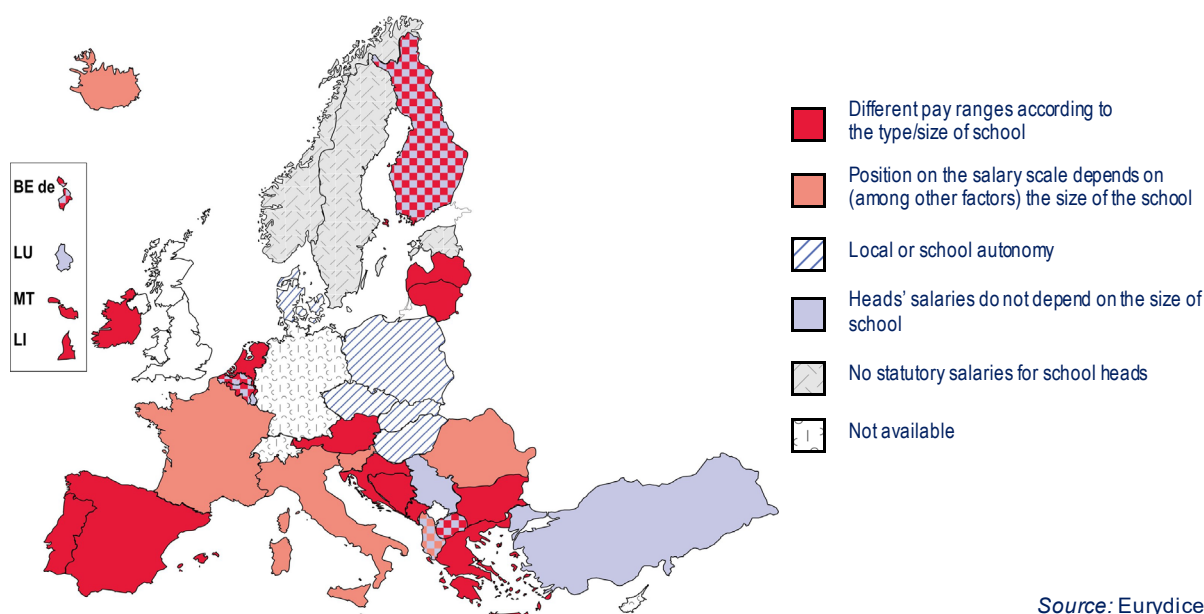 BE de
LU
MT
LI
Different pay ranges according to
the type/size of school
Position on the salary scale depends on
(among other factors) the size of the school
Local or school autonomy
Heads' salaries do not depend on the size of
school
No statutory salaries for school heads
Not available
Source: Eurydice